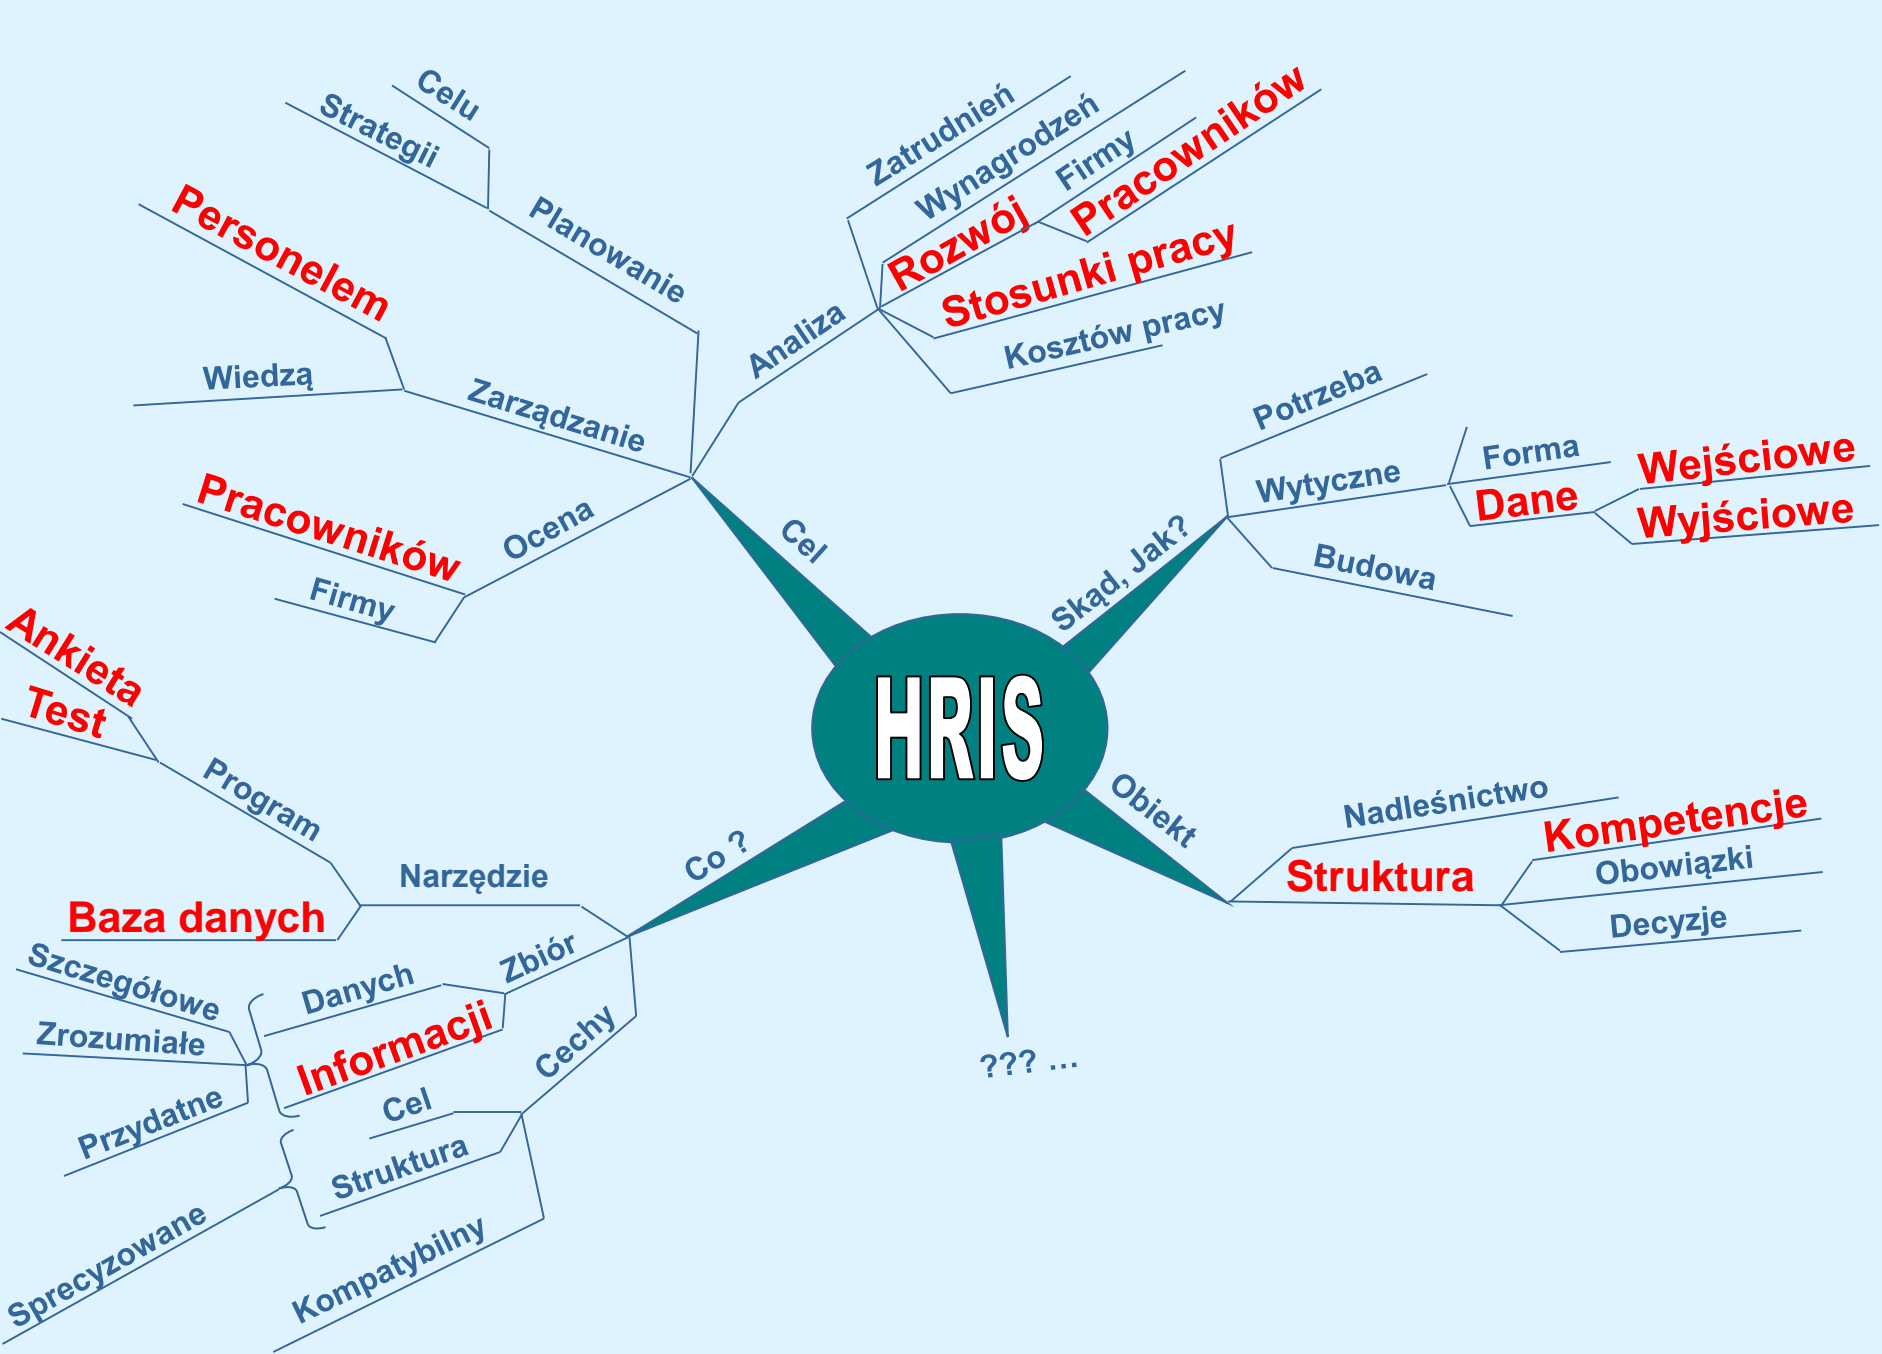 Celu
Strategii
Planowanie
Personelem
Wiedzą
Zarządzanie
Pracowników
Firmy
Ocena
Cel
Zatrudnień
Wynagrodzeń
Firmy
Pracowników
Rozwój
Stosunki pracy
Kosztów pracy
Analiza
Potrzeba
Wytyczne
Forma
Dane
Wejściowe
Wyjściowe
Budowa
Skąd, Jak?
HRIS
Ankieta
Test
Program
Narzędzie
Baza danych
Co ?
Zbiór
Danych
Informacji
Szczegółowe
Zrozumiałe
Przydatne
Cechy
Cel
Struktura
Sprecyzowane
Kompatybilny
Obiekt
Nadleśnictwo
Struktura
Kompetencje
Obowiązki
Decyzje
??? ...